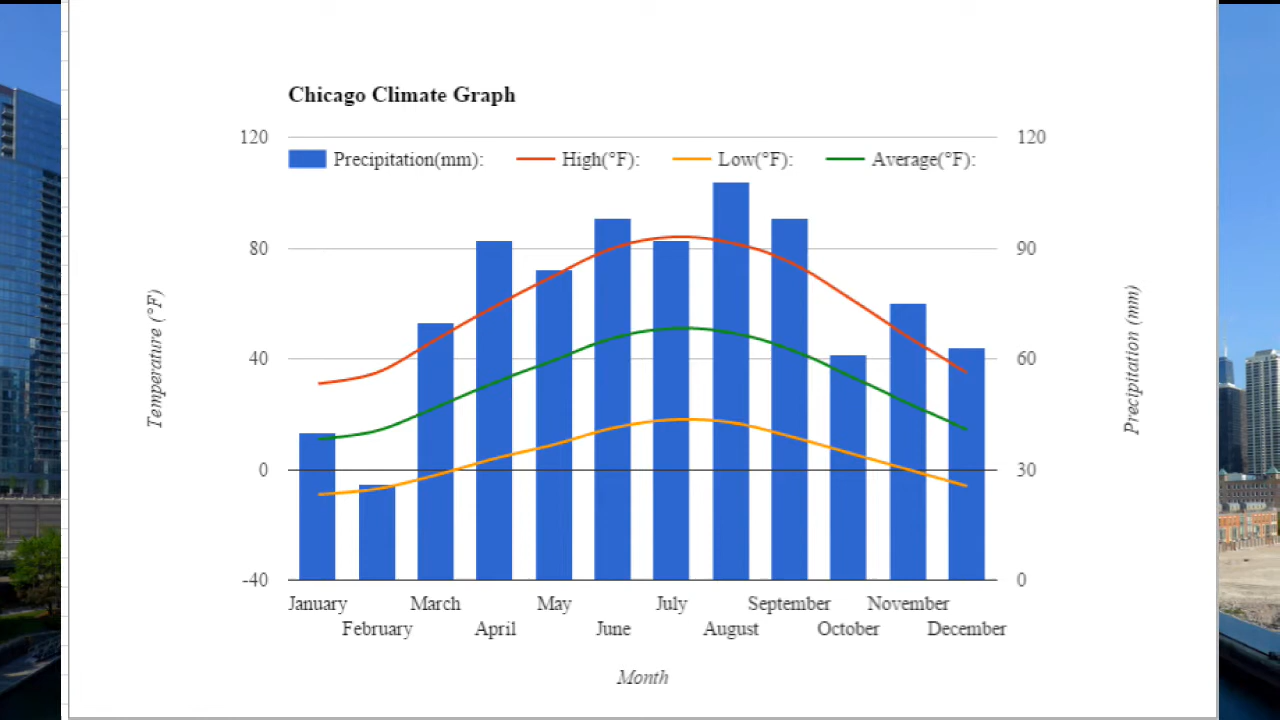 Chicago Climate Graph
120 120
Precipitation(mm): High(°F): Low(°F): Average(°F):
80 90
Temperature (°F)
Precipitation (mm)
40 60
0 30
-40 0
January March May July September November
February April June August October December
Month